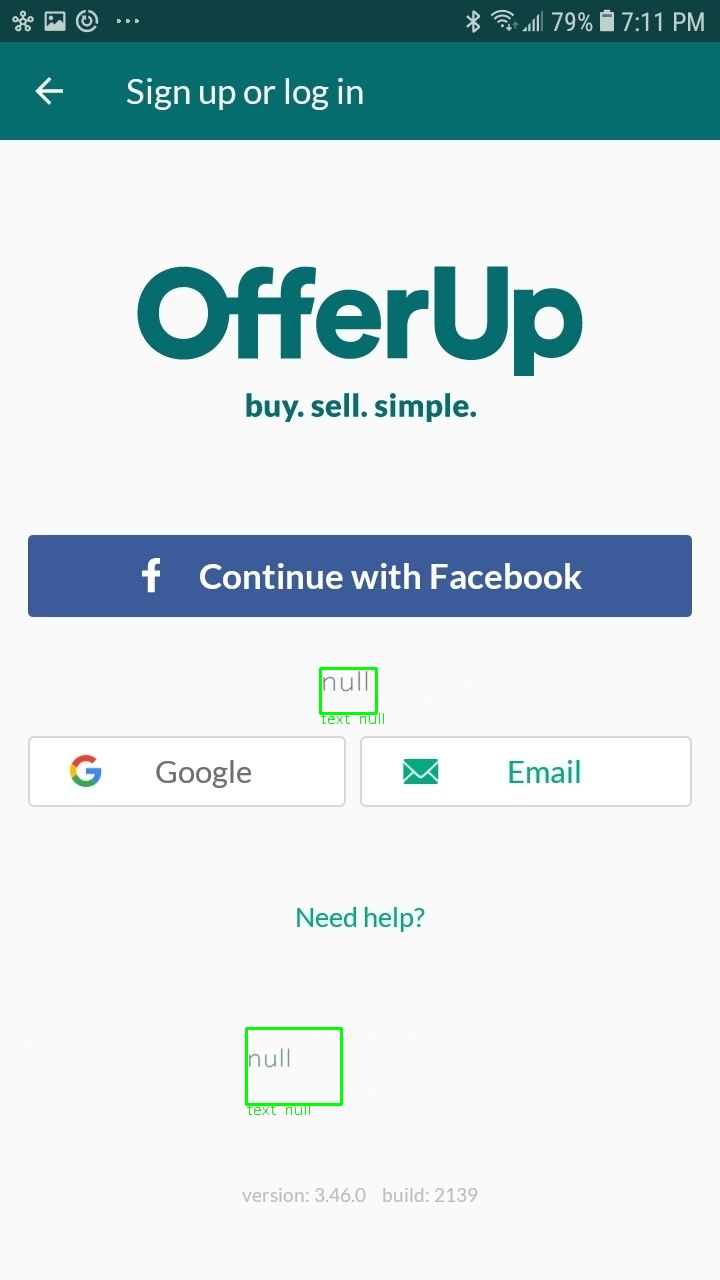 79% 7:11 PM
Sign up or log in
OfferUp
buy. sell. simple.
f Continue with Facebook
null
text null
Google
Email
Need help?
null
text null
version: 3.46.0 build: 2139